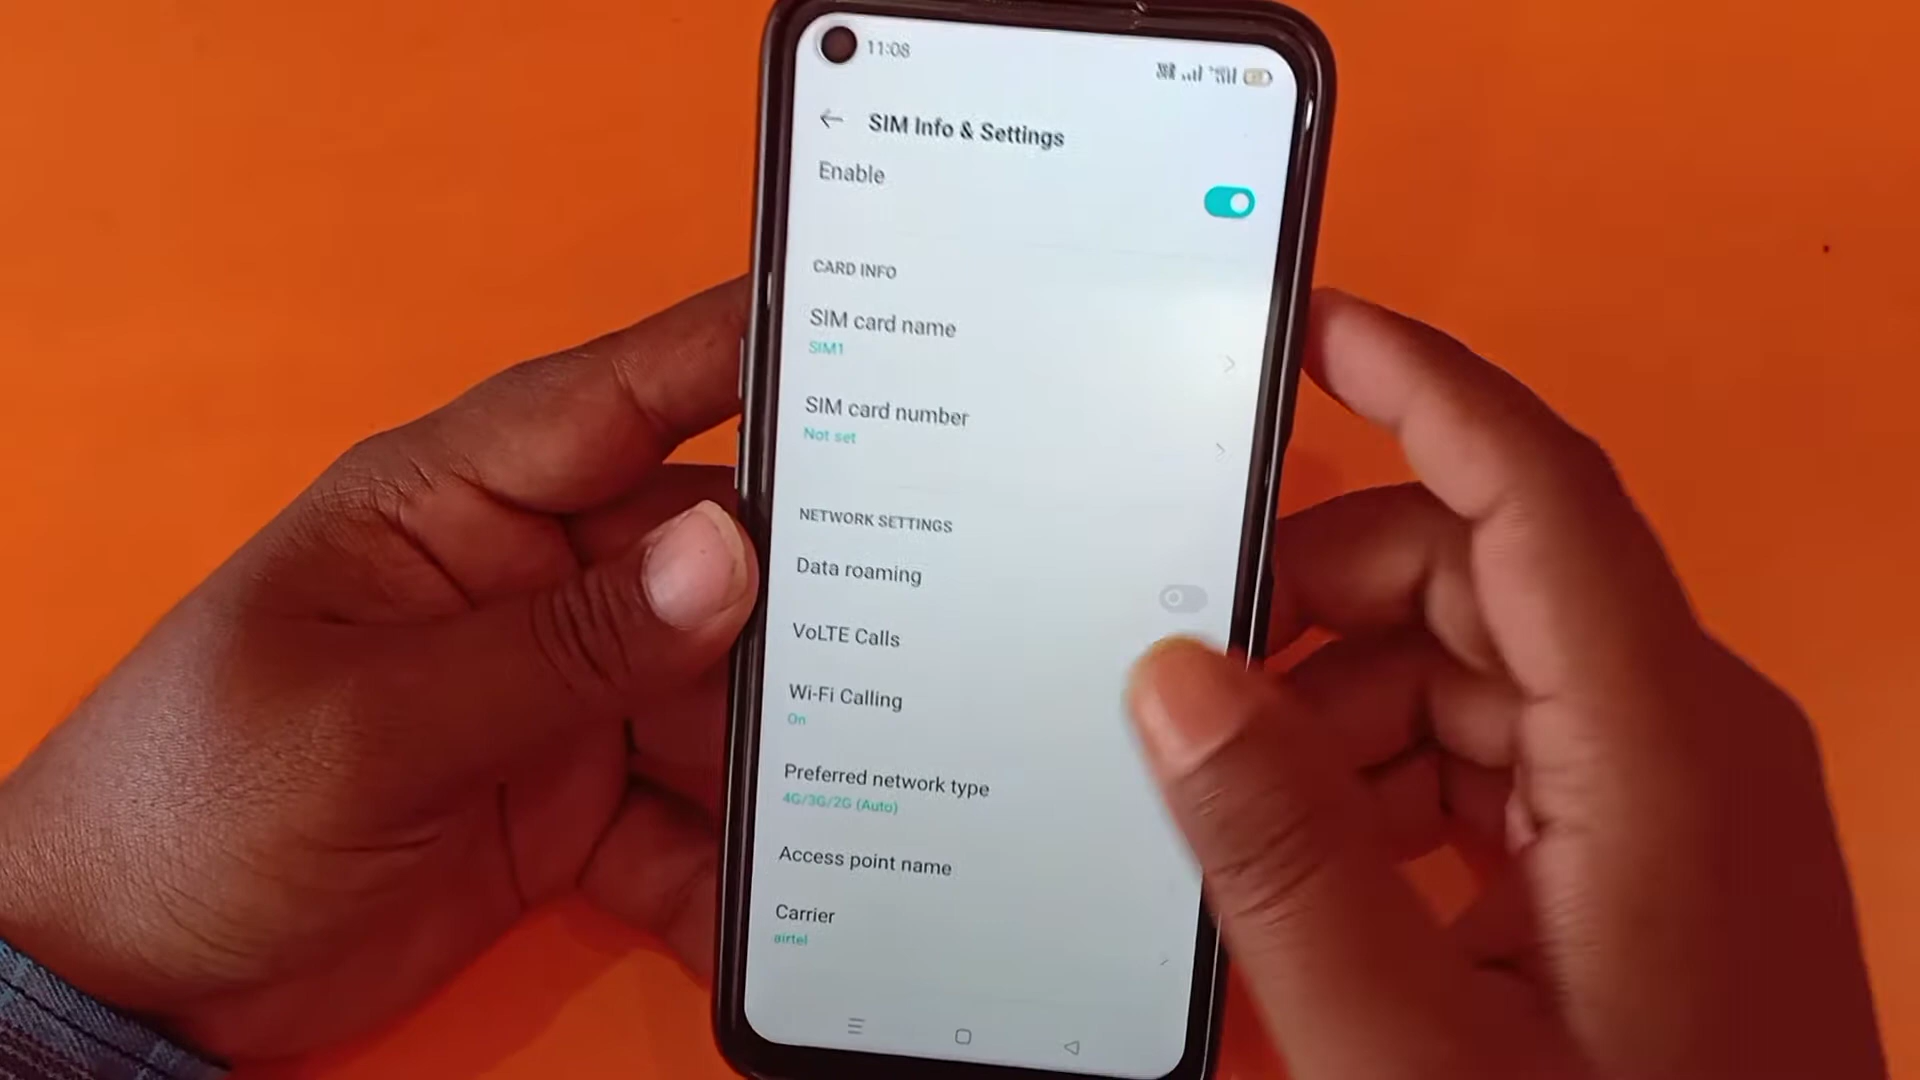 11:08
SIM Info & Settings
Enable
CARD INFO
SIM card name
SIM1
SIM card number
Not set
NETWORK SETTINGS
Data roaming
VoLTE Calls
Wi-Fi Calling
On
Preferred network type
4G/3G/2G (Auto)
Access point name
Carrier
airtel